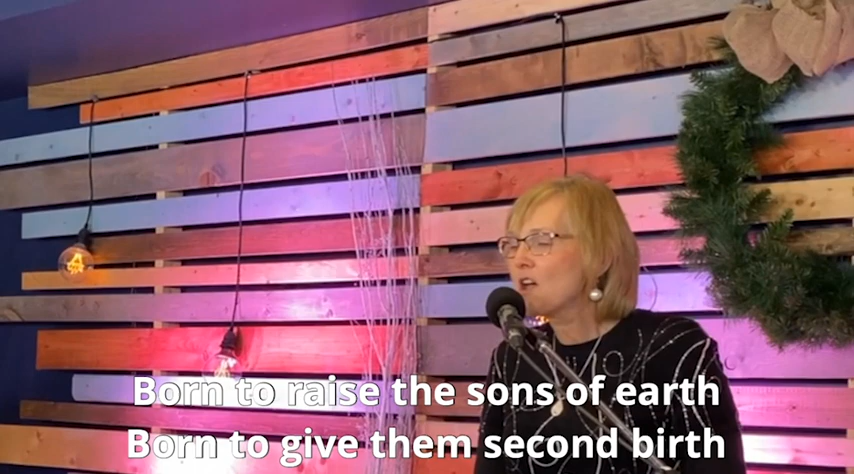 Born to raise the sons of earth
Born to give them second birth